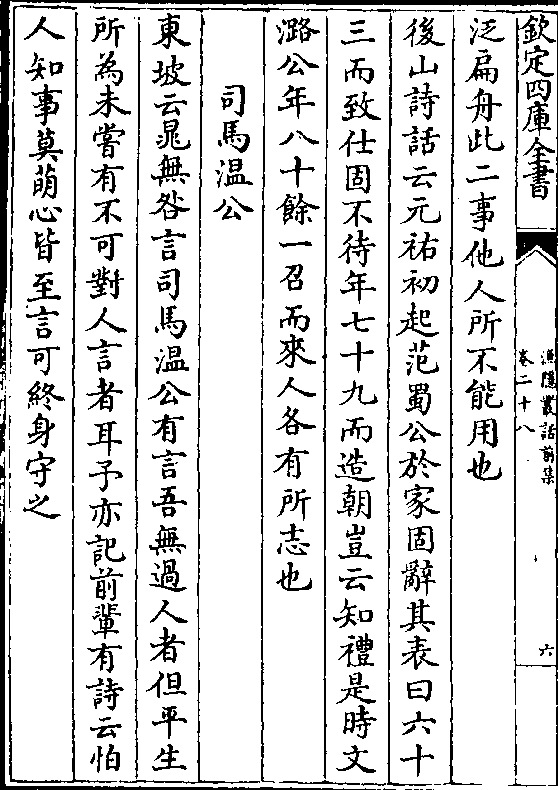 欽定四庫全書
漁隱叢話前集
卷二十八
六
泛扁舟此二事他人所不能用也
後山詩話云元祐初起范蜀公於家固辭其表曰六十
三而致仕固不待年七十九而造朝豈云知禮是時文
潞公年八十餘一召而來人各有所志也
司馬溫公
東坡云晁無咎言司馬溫公有言吾無過人者但平生
所為未嘗有不可對人言者耳予亦記前輩有詩云怕
人知事莫萌心皆至言可終身守之